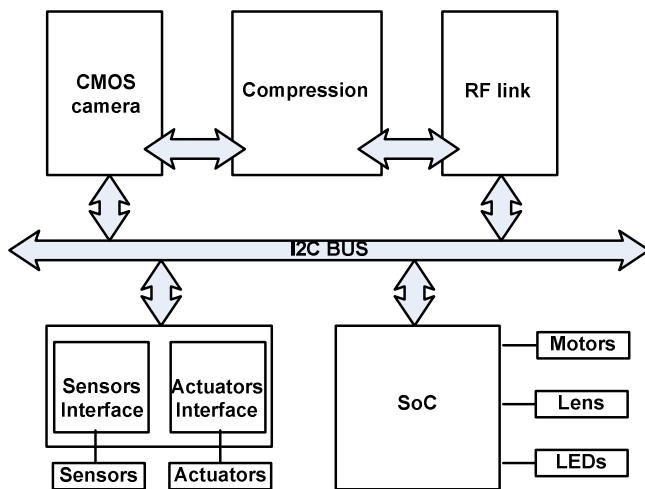 CMOS
camera
Compression
RF link
I2C BUS
Sensors
Interface
Actuators
Interface
SoC
Motors
Lens
LEDs
Sensors
Actuators